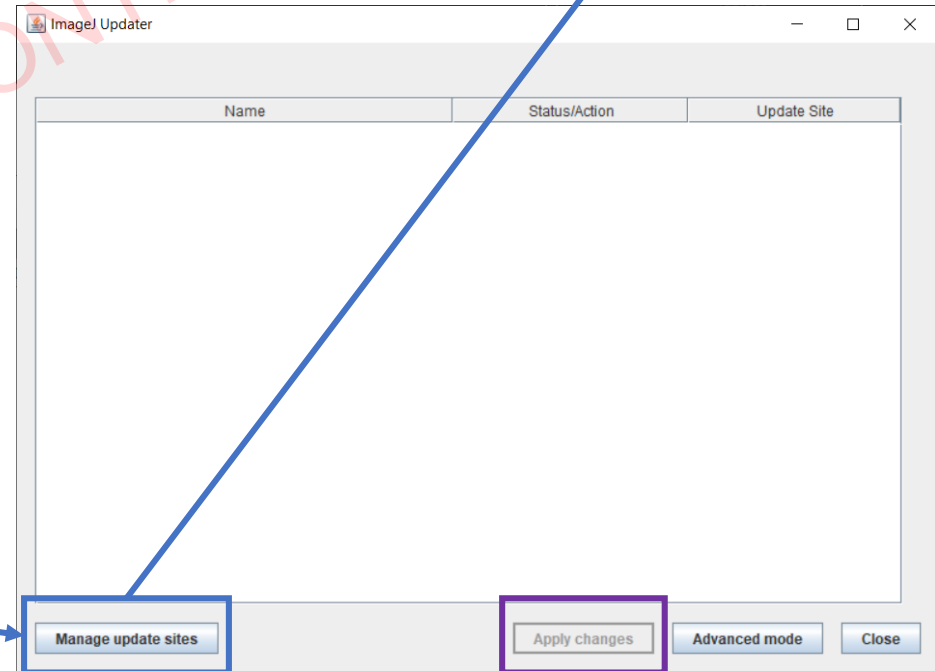 ImageJ Updater
Name Status/Action Update Site
Manage update sites Apply changes Advanced mode Close